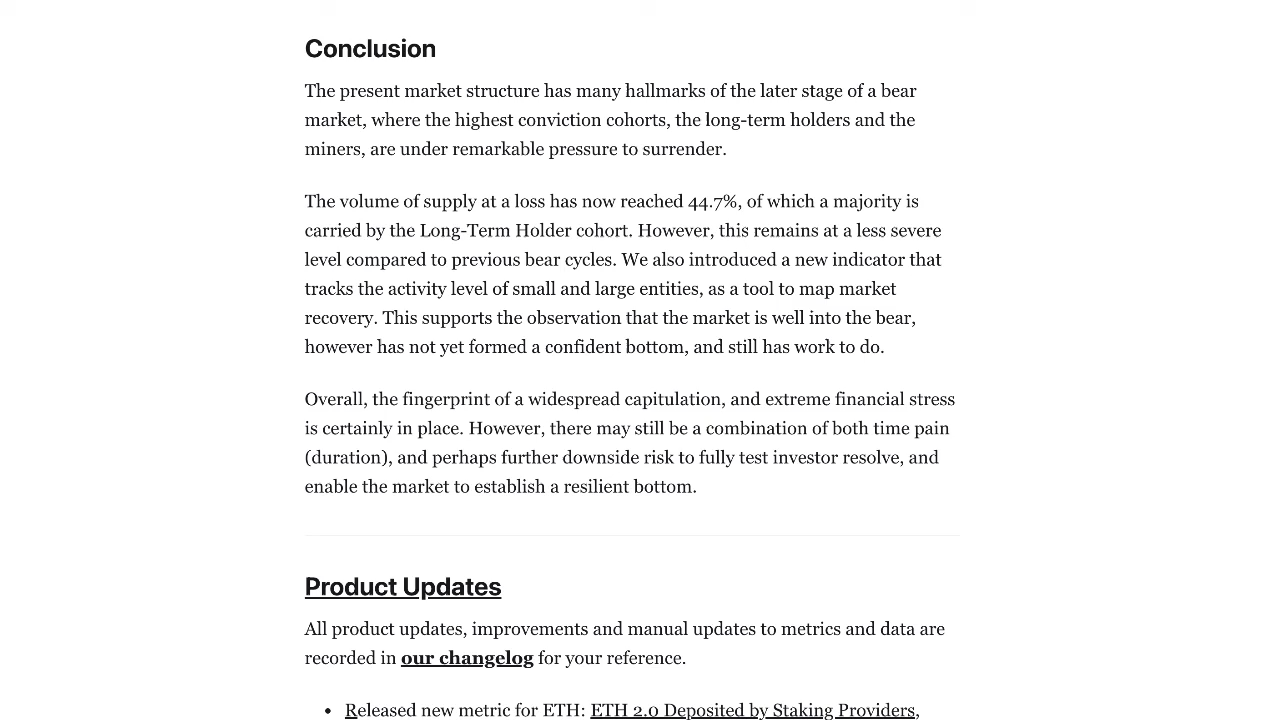 Conclusion
The present market structure has many hallmarks of the later stage of a bear
market, where the highest conviction cohorts, the long-term holders and the
miners, are under remarkable pressure to surrender.
The volume of supply at a loss has now reached 44.7%, of which a majority is
carried by the Long-Term Holder cohort. However, this remains at a less severe
level compared to previous bear cycles. We also introduced a new indicator that
tracks the activity level of small and large entities, as a tool to map market
recovery. This supports the observation that the market is well into the bear,
however has not yet formed a confident bottom, and still has work to do.
Overall, the fingerprint of a widespread capitulation, and extreme financial stress
is certainly in place. However, there may still be a combination of both time pain
(duration), and perhaps further downside risk to fully test investor resolve, and
enable the market to establish a resilient bottom.
Product Updates
All product updates, improvements and manual updates to metrics and data are
recorded in our changelog for your reference.
• Released new metric for ETH: ETH 2.0 Deposited by Staking Providers,